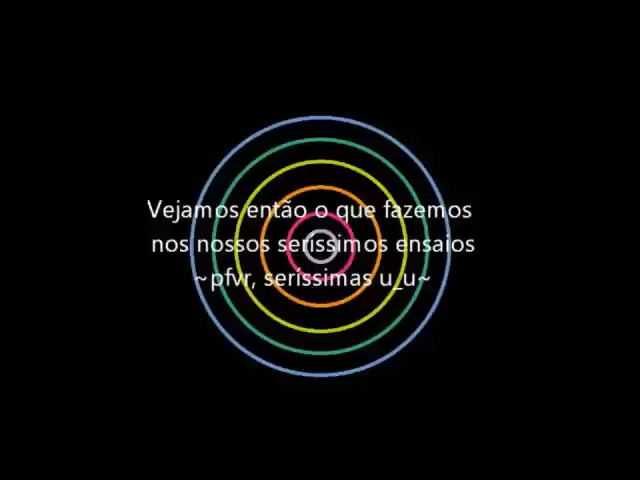 Vejamos então o que fazemos
nos nossos seríssimos ensaios
~pfvr, seríssimas u_u~